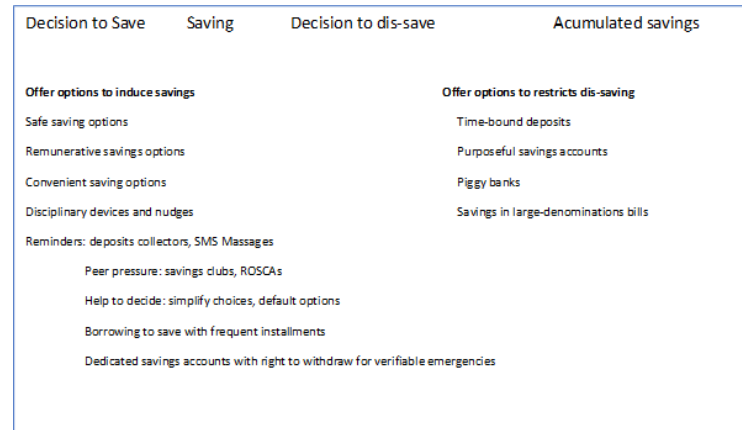 Decision to Save Saving Decision to dis-save Acumulated savings
Offer options to induce savings Offer options to restricts dis-saving
Safe saving options Time-bound deposits
Remunerative savings options Purposeful savings accounts
Convenient saving options Piggy banks
Disciplinary devices and nudges Savings in large-denominations bills
Reminders: deposits collectors, SMS Massages
Peer pressure: savings clubs, ROSCAs
Help to decide: simplify choices, default options
Borrowing to save with frequent installments
Dedicated savings accounts with right to withdraw for verifiable emergencies